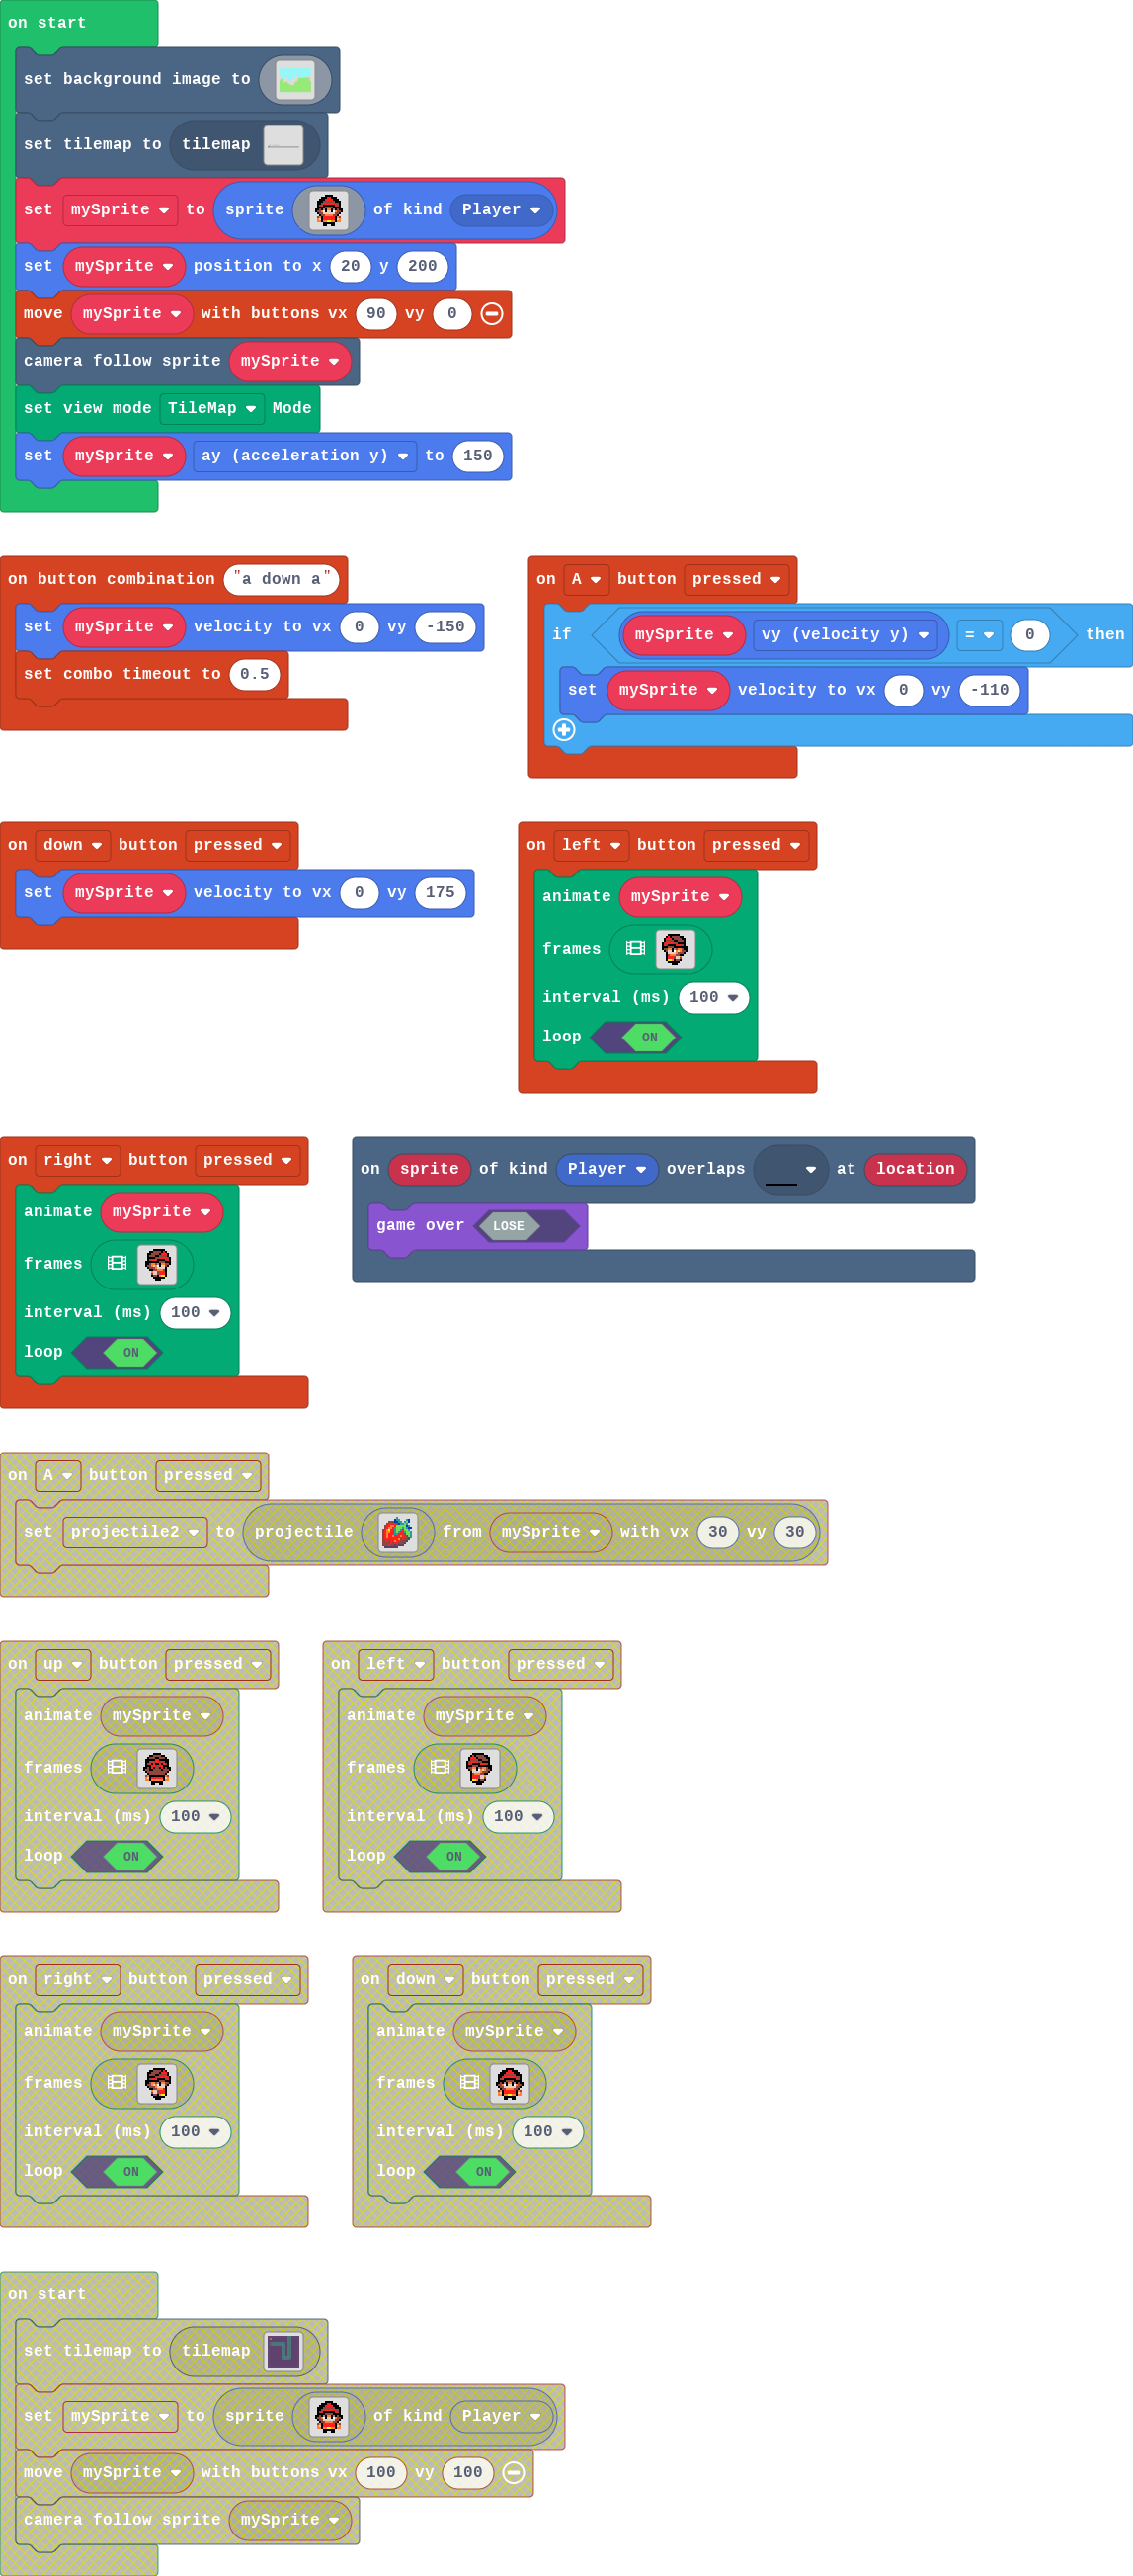 on start
set background image to
set tilemap to tilemap
set mySprite to sprite of kind Player
set mySprite position to x 20 y 200
move mySprite with buttons vx 90 vy 0
camera follow sprite mySprite
set view mode TileMap Mode
set mySprite ay (acceleration y) to 150
on button combination "a down a"
set mySprite velocity to vx 0 vy -150
set combo timeout to 0.5
on A button pressed
if mySprite vy (velocity y) = 0 then
set mySprite velocity to vx 0 vy -110
on down button pressed
set mySprite velocity to vx 0 vy 175
on left button pressed
animate mySprite
frames
interval (ms) 100
loop ON
on right button pressed
animate mySprite
frames
interval (ms) 100
loop ON
on sprite of kind Player overlaps at location
game over LOSE
on A button pressed
set projectile2 to projectile from mySprite with vx 30 vy 30
on up button pressed
animate mySprite
frames
interval (ms) 100
loop ON
on left button pressed
animate mySprite
frames
interval (ms) 100
loop ON
on right button pressed
animate mySprite
frames
interval (ms) 100
loop ON
on down button pressed
animate mySprite
frames
interval (ms) 100
loop ON
on start
set tilemap to tilemap
set mySprite to sprite of kind Player
move mySprite with buttons vx 100 vy 100
camera follow sprite mySprite